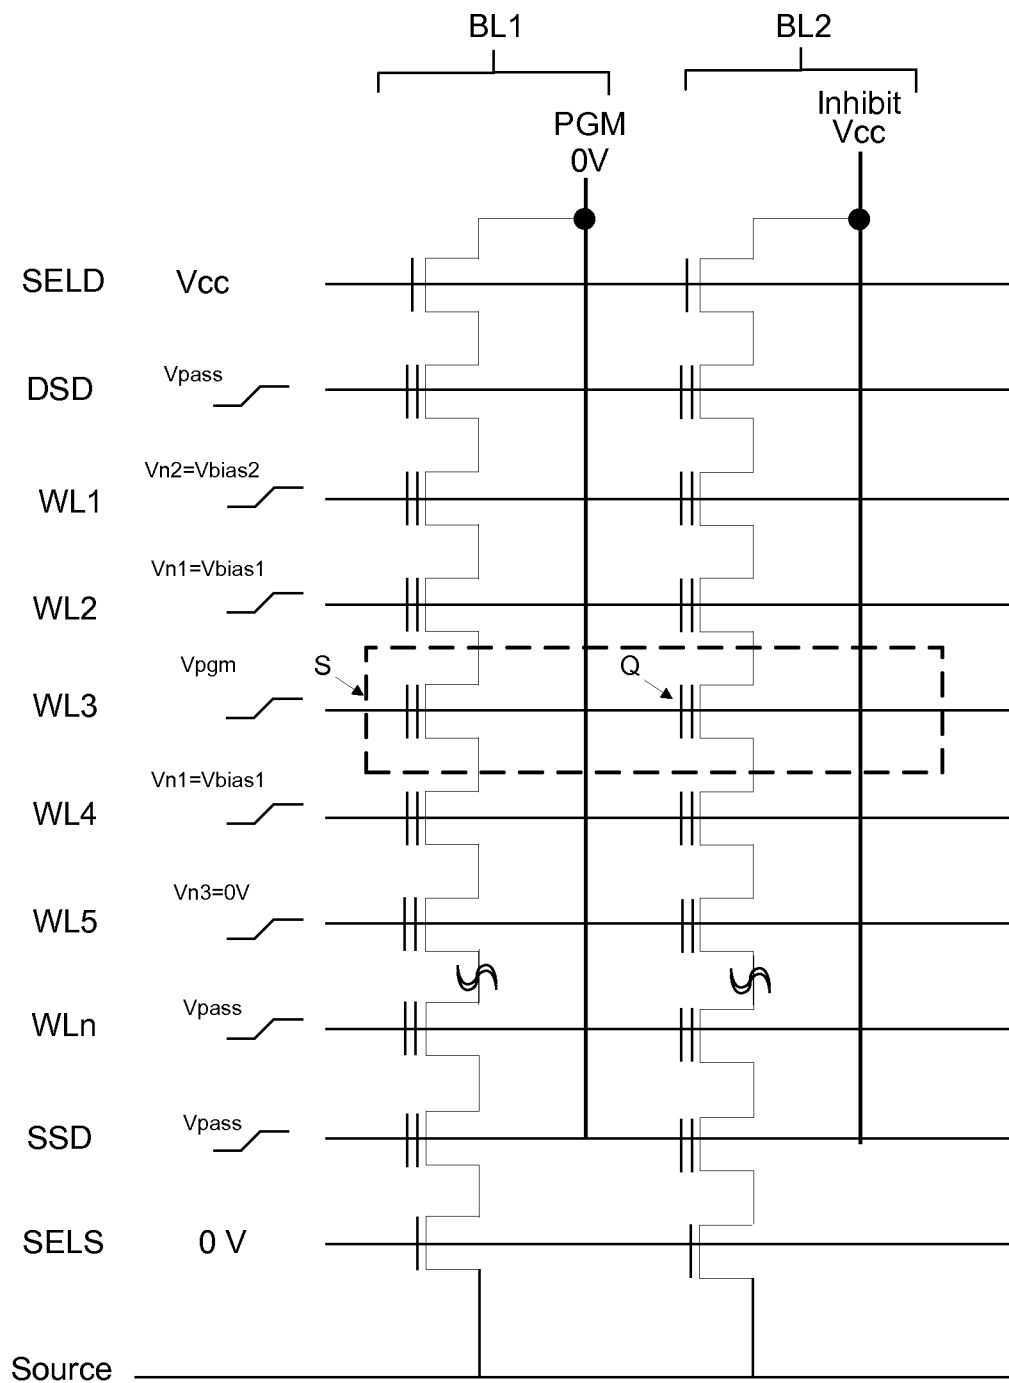 BL1 BL2
PGM
0V
Inhibit
Vcc
SELD Vcc
DSD Vpass
WL1 Vn2=Vbias2
WL2 Vn1=Vbias1
WL3 Vpgm S Q
WL4 Vn1=Vbias1
WL5 Vn3=0V
WLn Vpass
SSD Vpass
SELS 0 V
Source